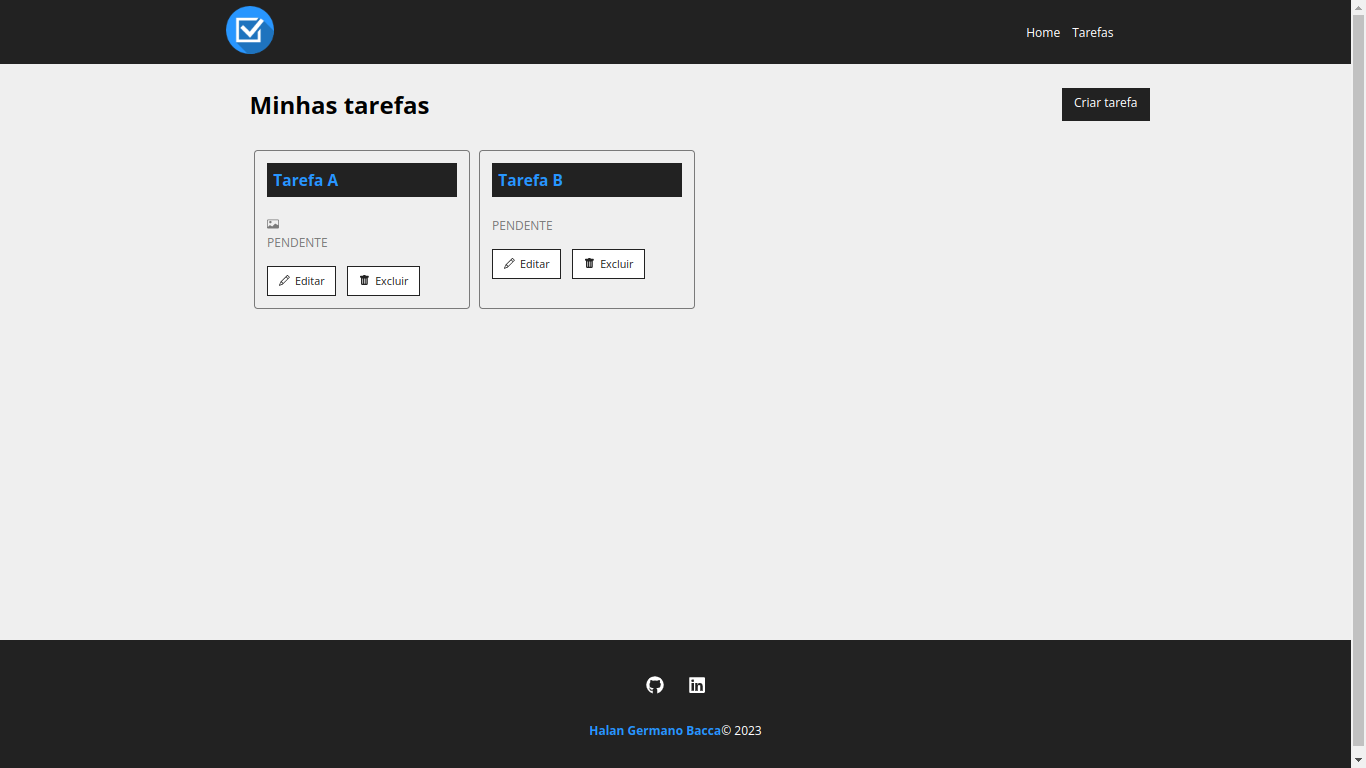 Home Tarefas
Minhas tarefas
Criar tarefa
Tarefa A
PENDENTE
Editar Excluir
Tarefa B
PENDENTE
Editar Excluir
Halan Germano Bacca© 2023